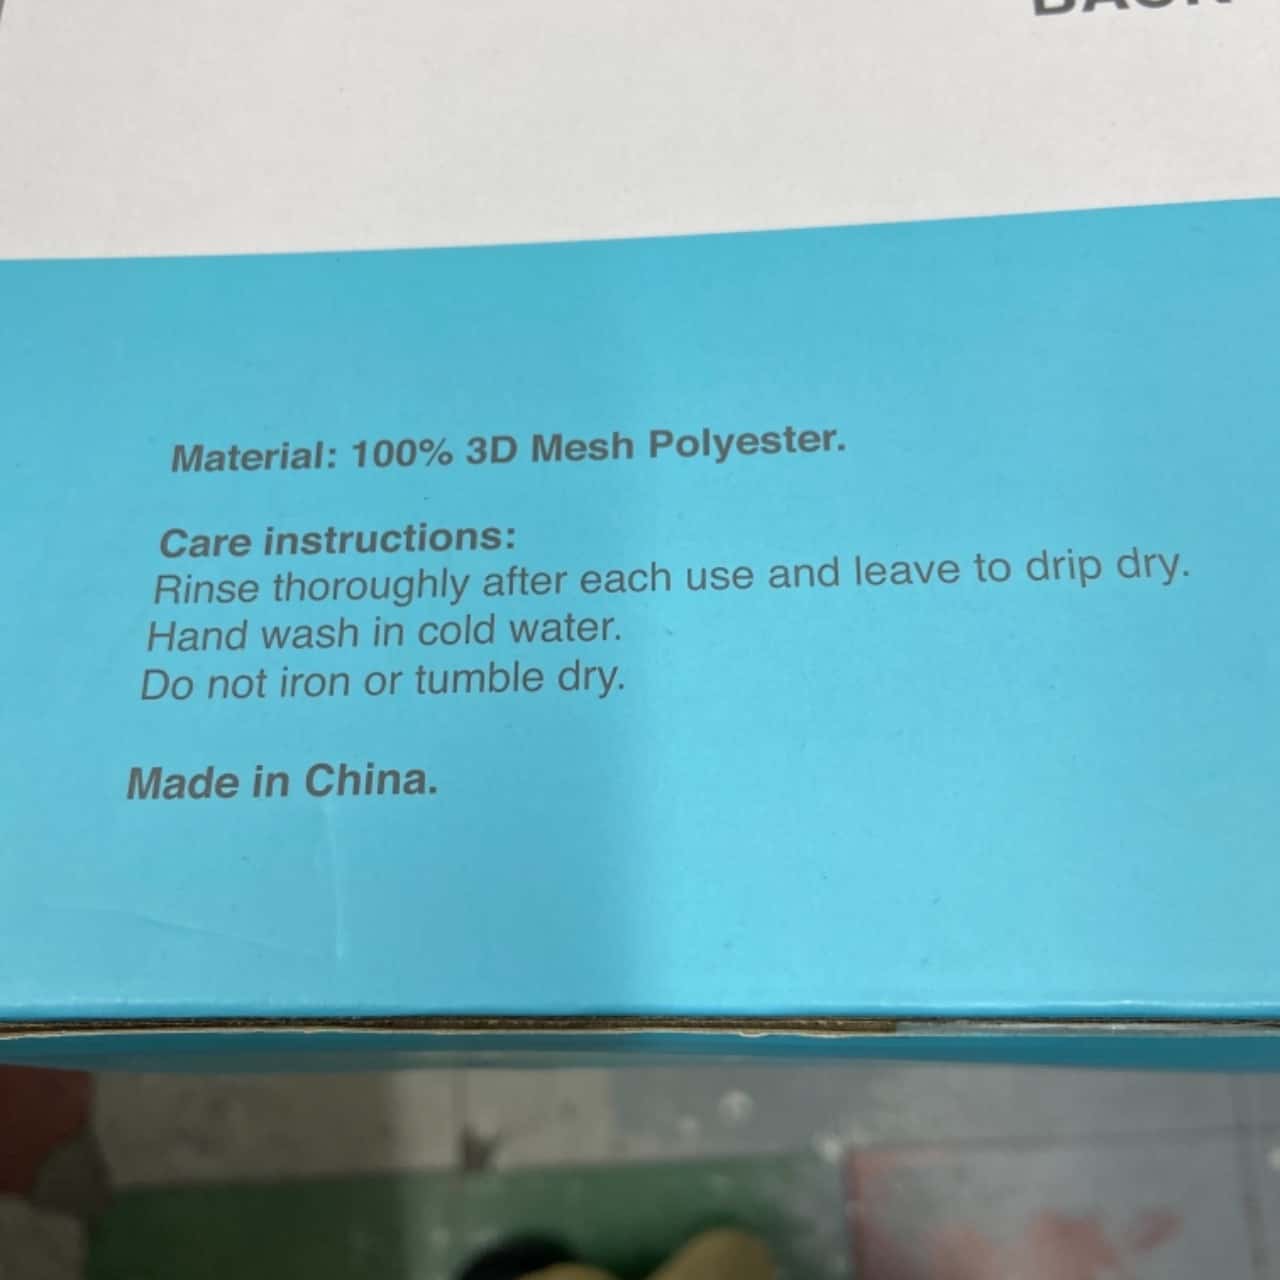 BACK
Material: 100% 3D Mesh Polyester.
Care instructions:
Rinse thoroughly after each use and leave to drip dry.
Hand wash in cold water.
Do not iron or tumble dry.
Made in China.